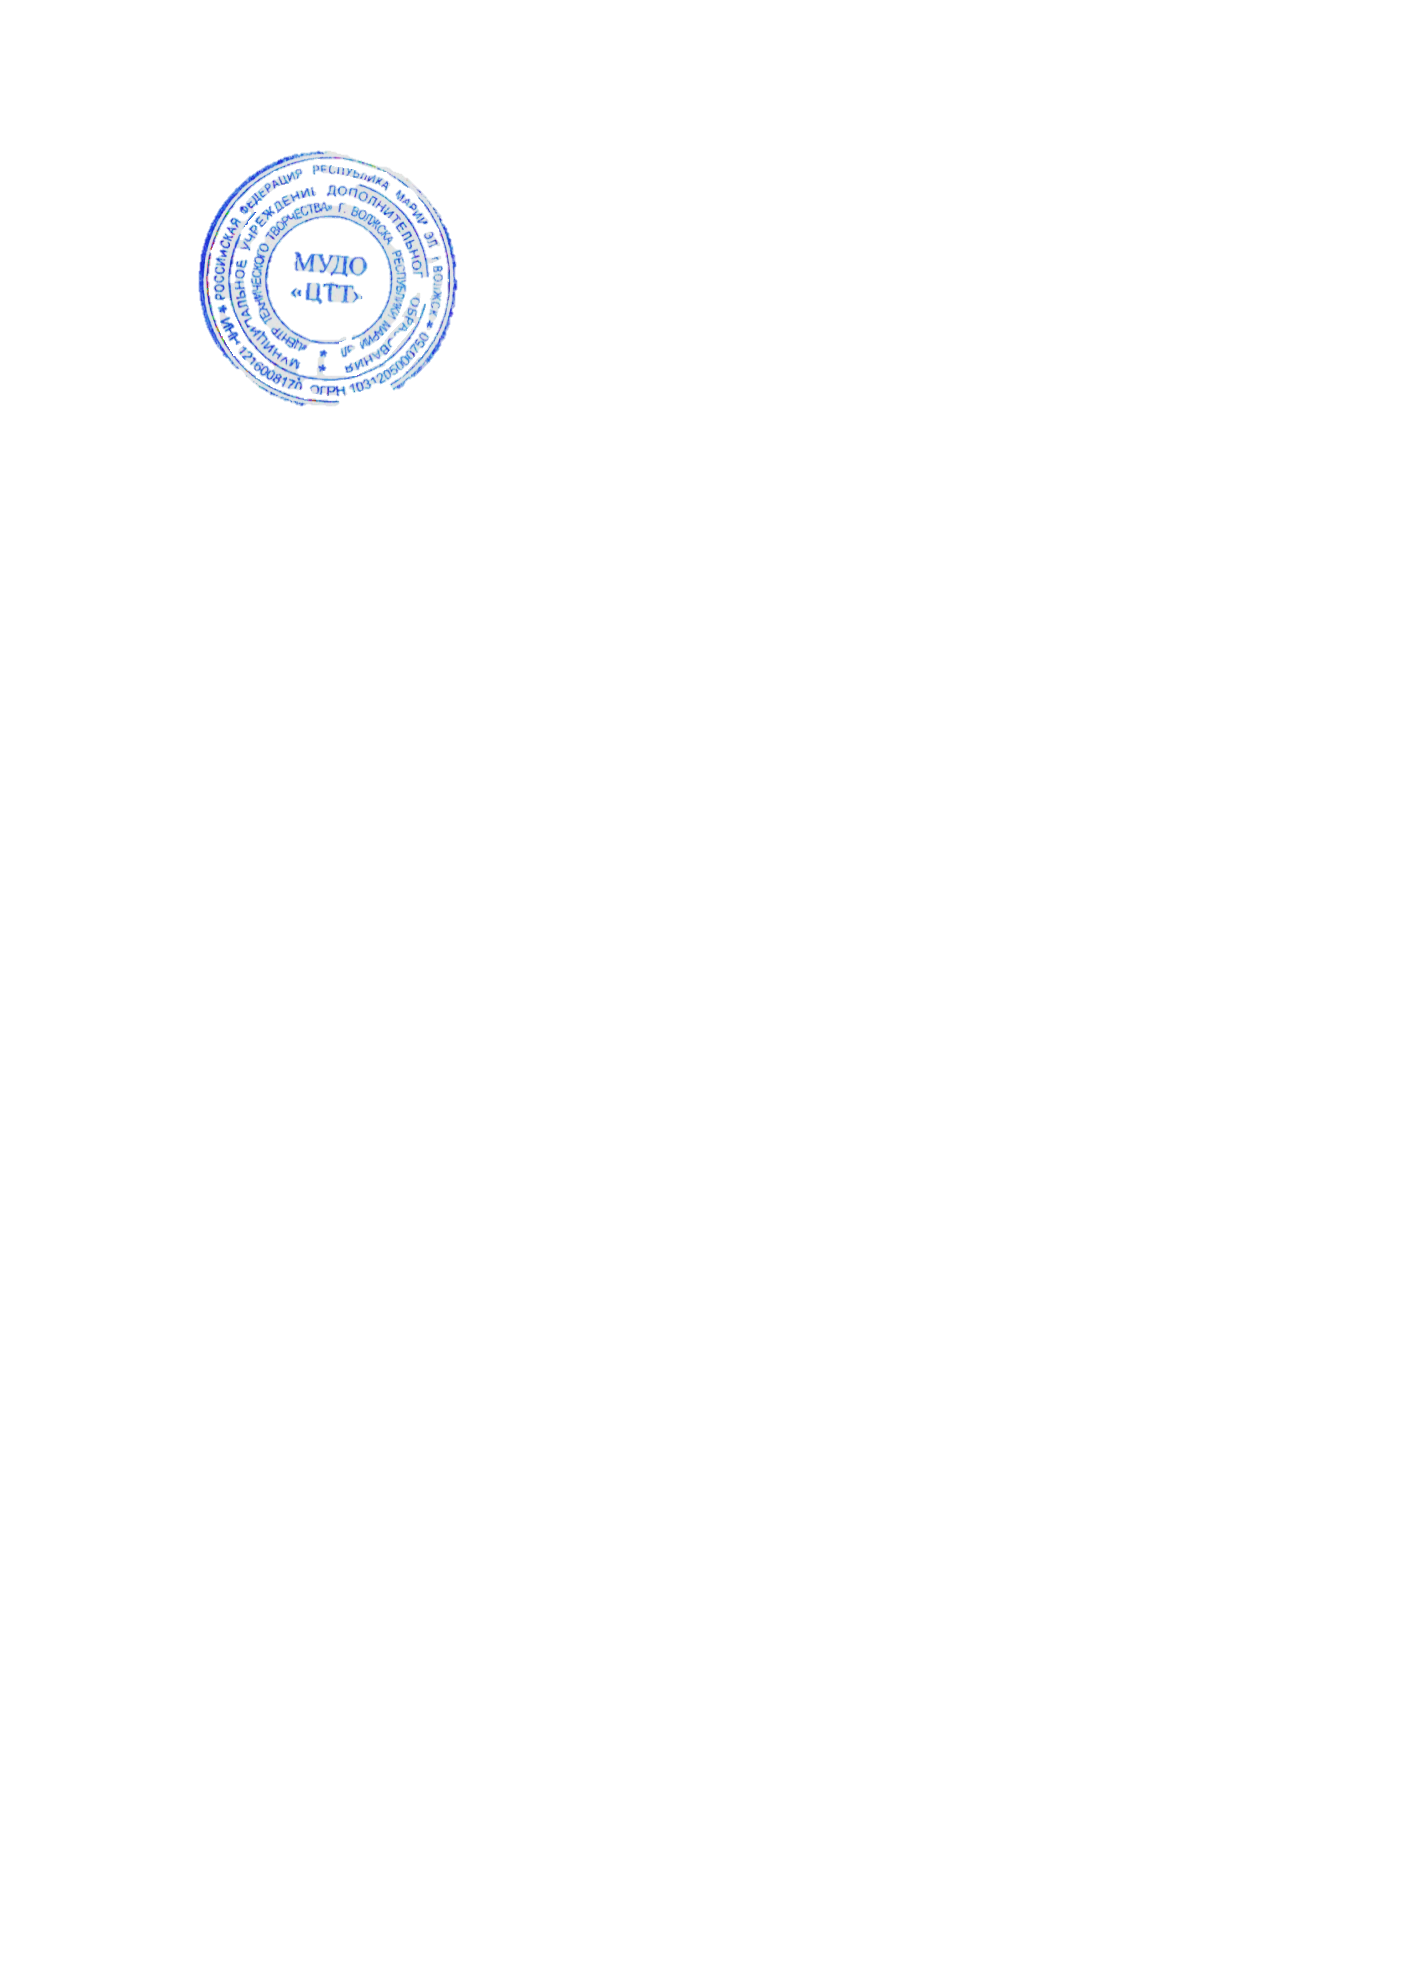 РОССИЙСКАЯ ФЕДЕРАЦИЯ РЕСПУБЛИКА МАРИЙ ЭЛ Г.ВОЛЖСК *
ИНН 1216008170 ОГРН 1031205000750 *
МУНИЦИПАЛЬНОЕ УЧРЕЖДЕНИЕ ДОПОЛНИТЕЛЬНОГО ОБРАЗОВАНИЯ *
«ЦЕНТР ТЕХНИЧЕСКОГО ТВОРЧЕСТВА» Г. ВОЛЖСКА РЕСПУБЛИКИ МАРИЙ ЭЛ *
МУДО
«ЦТТ»